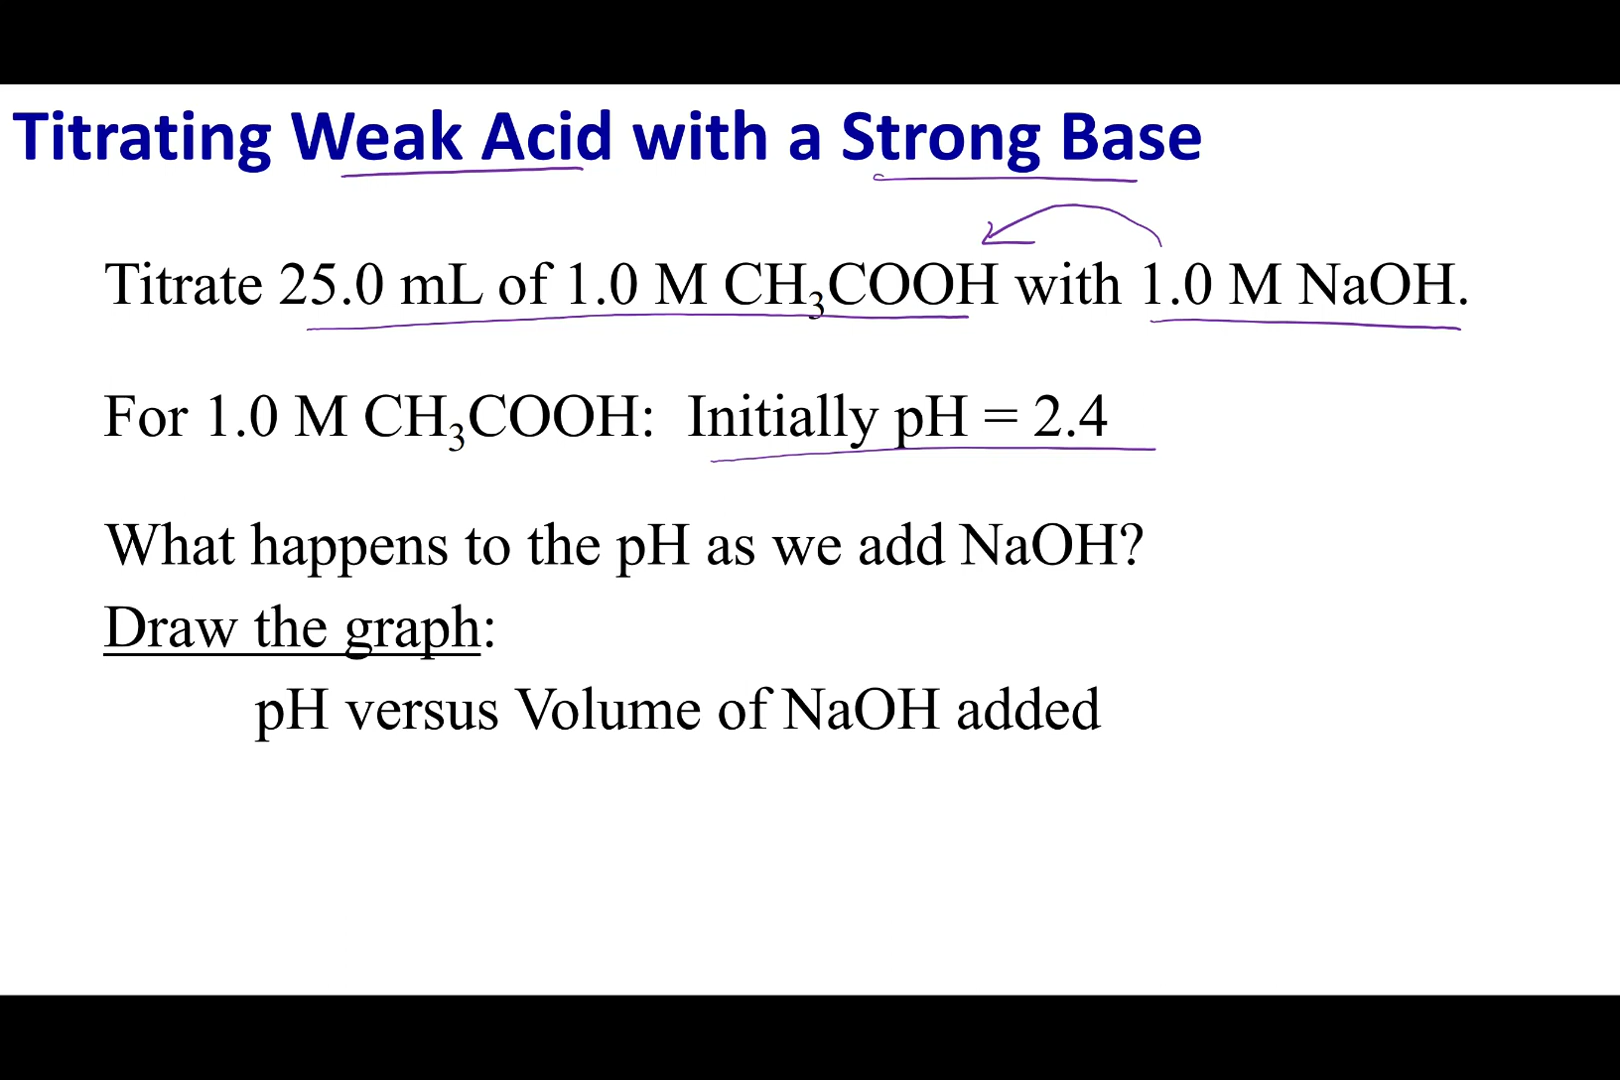 Titrating Weak Acid with a Strong Base
Titrate 25.0 mL of 1.0 M CH₃COOH with 1.0 M NaOH.
For 1.0 M CH₃COOH:  Initially pH = 2.4
What happens to the pH as we add NaOH?
Draw the graph:
pH versus Volume of NaOH added